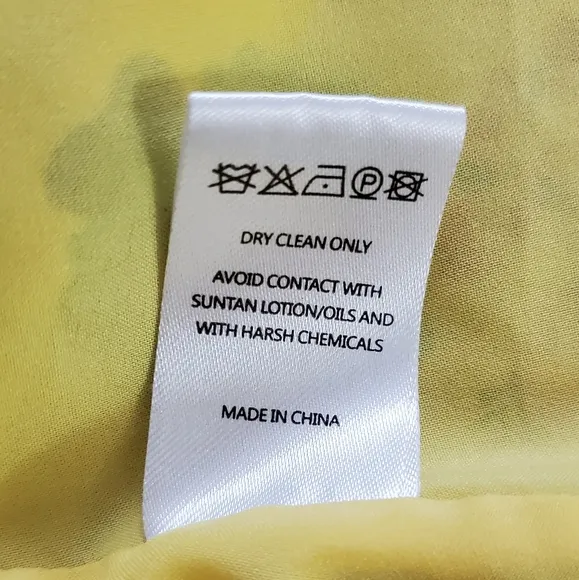 P
DRY CLEAN ONLY
AVOID CONTACT WITH
SUNTAN LOTION/OILS AND
WITH HARSH CHEMICALS
MADE IN CHINA